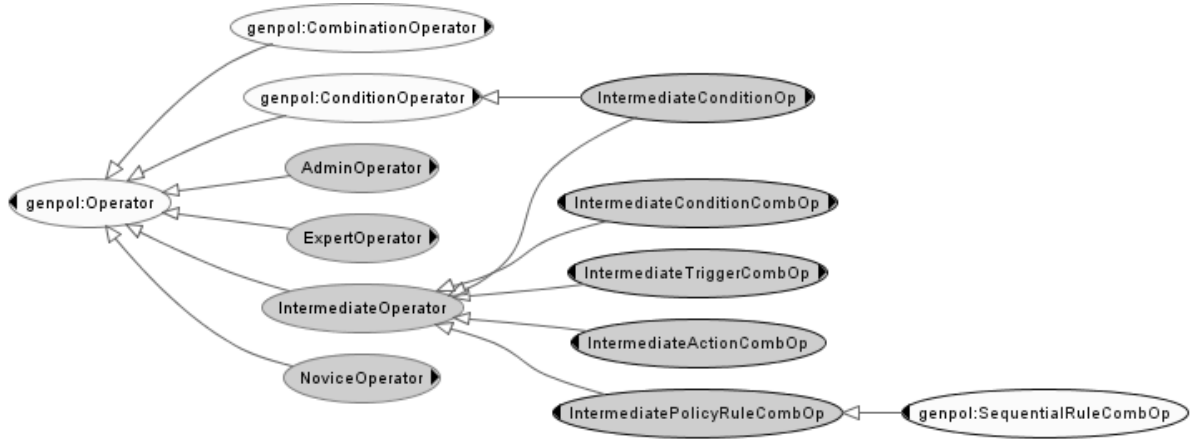 genpol:CombinationOperator
genpol:ConditionOperator
IntermediateConditionOp
AdminOperator
genpol:Operator
IntermediateConditionCombOp
ExpertOperator
IntermediateTriggerCombOp
IntermediateOperator
IntermediateActionCombOp
NoviceOperator
IntermediatePolicyRuleCombOp
genpol:SequentialRuleCombOp